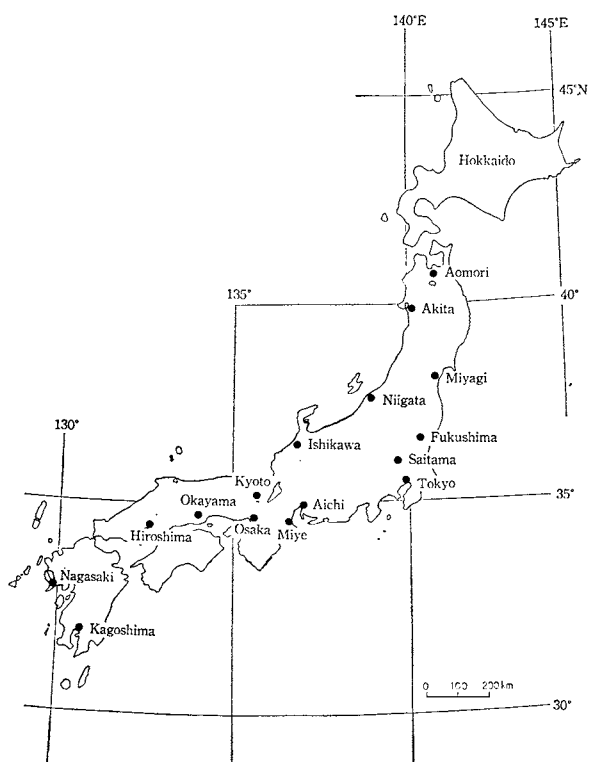 140°E
145°E
45°N
Hokkaido
Aomori
135°
40°
Akita
Miyagi
Niigata
130°
Fukushima
Ishikawa
Saitama
Kyoto
Tokyo
Okayama
Aichi
35°
Hiroshima
Osaka
Miye
Nagasaki
Kagoshima
0 100 200km
30°